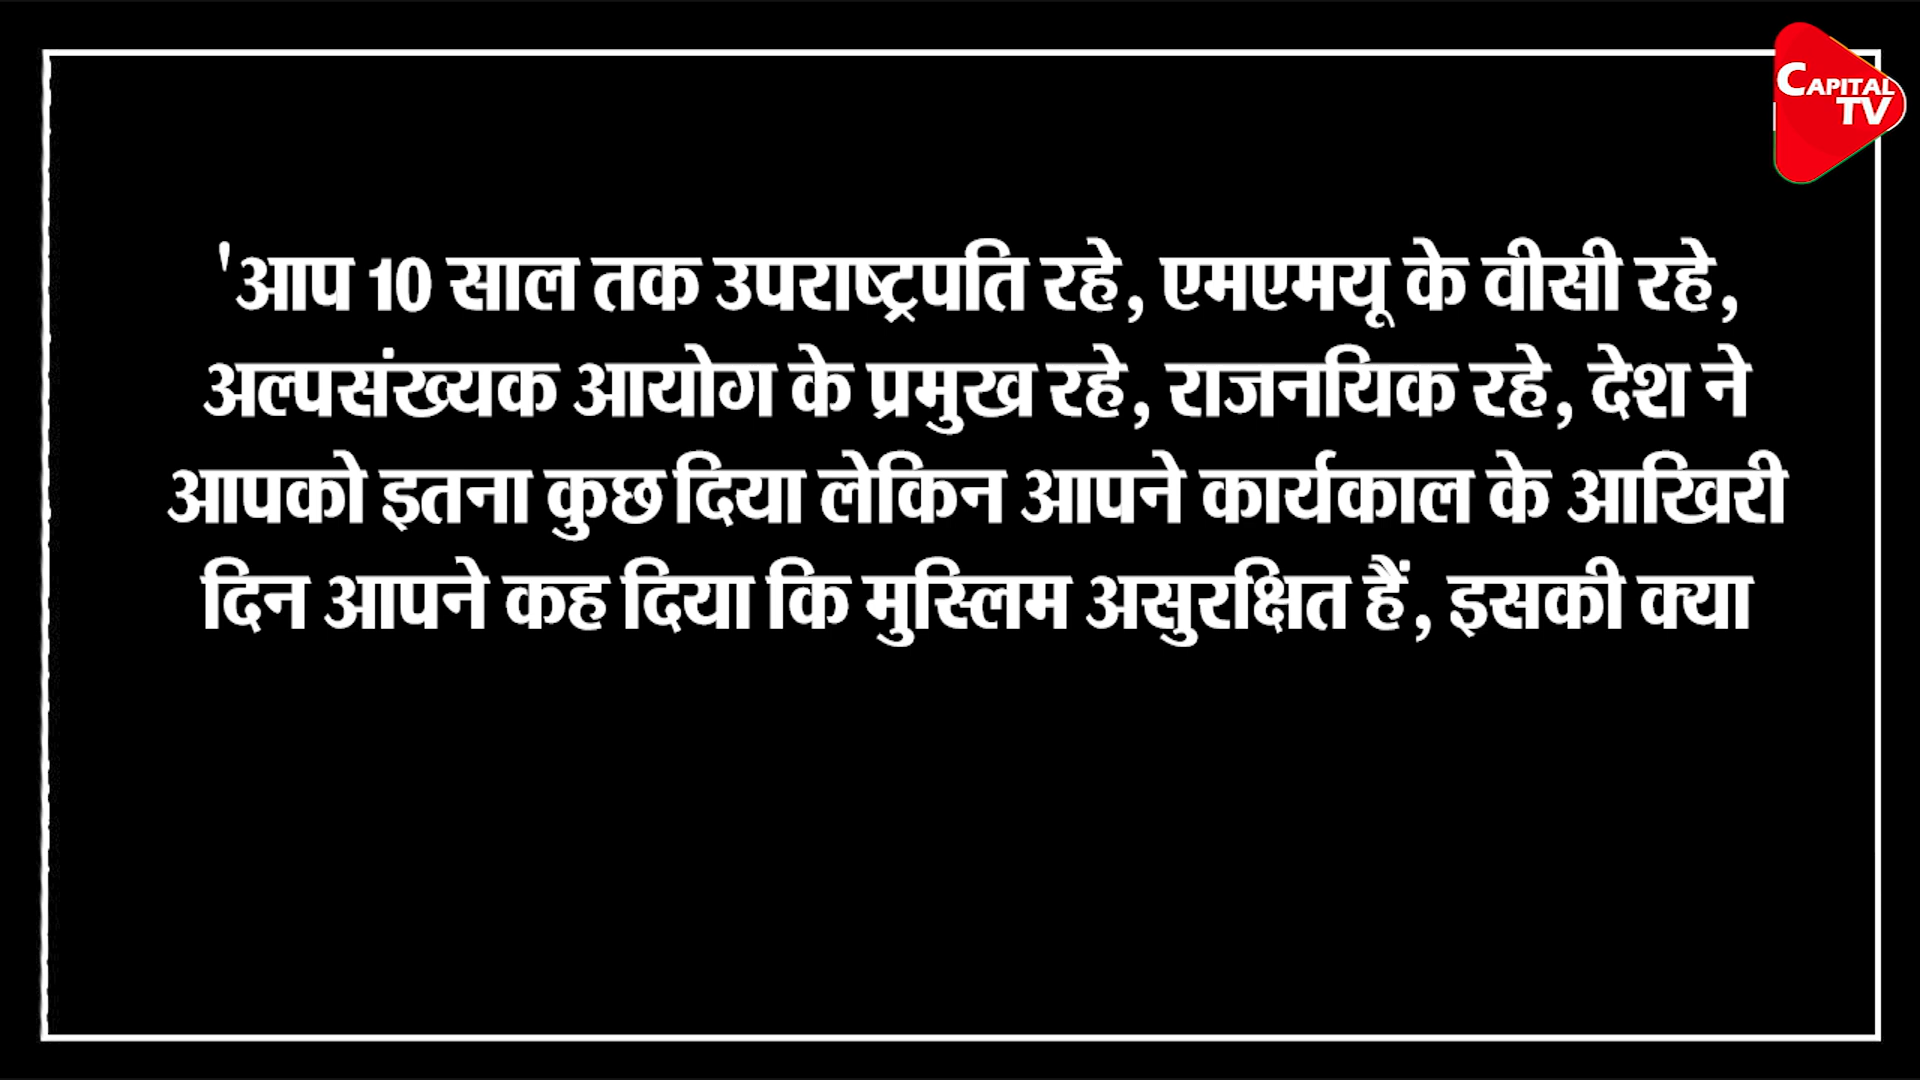 CAPITAL
TV
'आप 10 साल तक उपराष्ट्रपति रहे, एमएमयू के वीसी रहे,
अल्पसंख्यक आयोग के प्रमुख रहे, राजनयिक रहे, देश ने
आपको इतना कुछ दिया लेकिन आपने कार्यकाल के आखिरी
दिन आपने कह दिया कि मुस्लिम असुरक्षित हैं, इसकी क्या